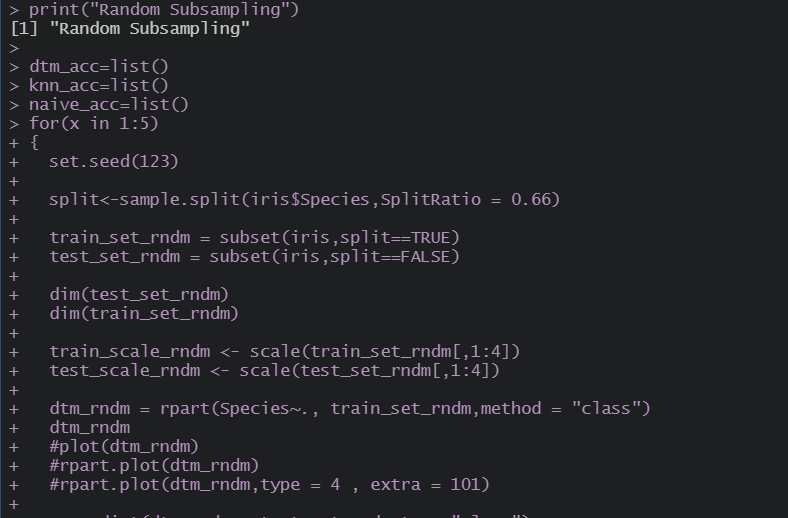 > print("Random Subsampling")
[1] "Random Subsampling"
>
> dtm_acc=list()
> knn_acc=list()
> naive_acc=list()
> for(x in 1:5)
+ {
+   set.seed(123)
+
+   split<-sample.split(iris$Species,SplitRatio = 0.66)
+
+   train_set_rndm = subset(iris,split==TRUE)
+   test_set_rndm = subset(iris,split==FALSE)
+
+   dim(test_set_rndm)
+   dim(train_set_rndm)
+
+   train_scale_rndm <- scale(train_set_rndm[,1:4])
+   test_scale_rndm <- scale(test_set_rndm[,1:4])
+
+   dtm_rndm = rpart(Species~., train_set_rndm,method = "class")
+   dtm_rndm
+   #plot(dtm_rndm)
+   #rpart.plot(dtm_rndm)
+   #rpart.plot(dtm_rndm,type = 4 , extra = 101)
+